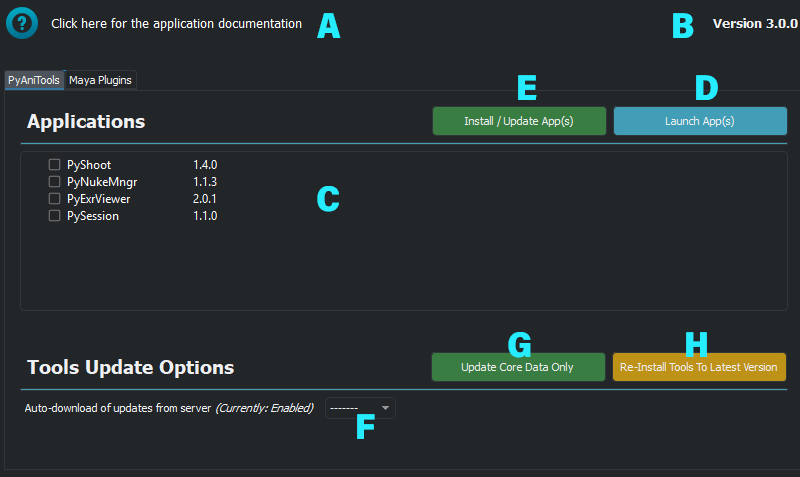 Click here for the application documentation A B Version 3.0.0
PyAniTools Maya Plugins
E D
Applications Install / Update App(s) Launch App(s)
PyShoot 1.4.0
PyNukeMngr 1.1.3
C
PyExrViewer 2.0.1
PySession 1.1.0
G H
Tools Update Options Update Core Data Only Re-Install Tools To Latest Version
Auto-download of updates from server (Currently: Enabled) -------
F